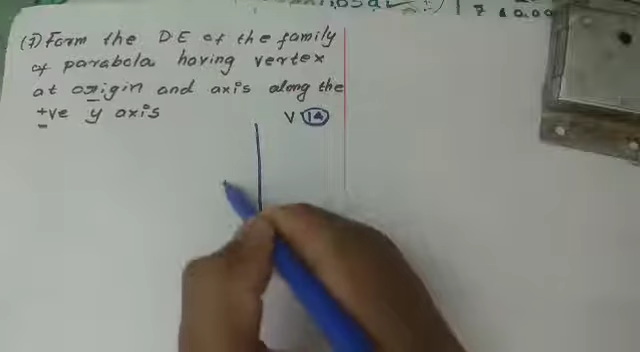 (7) Form the DE of the family
of parabola having vertex
at origin and axis along the
+ve y axis
V 14